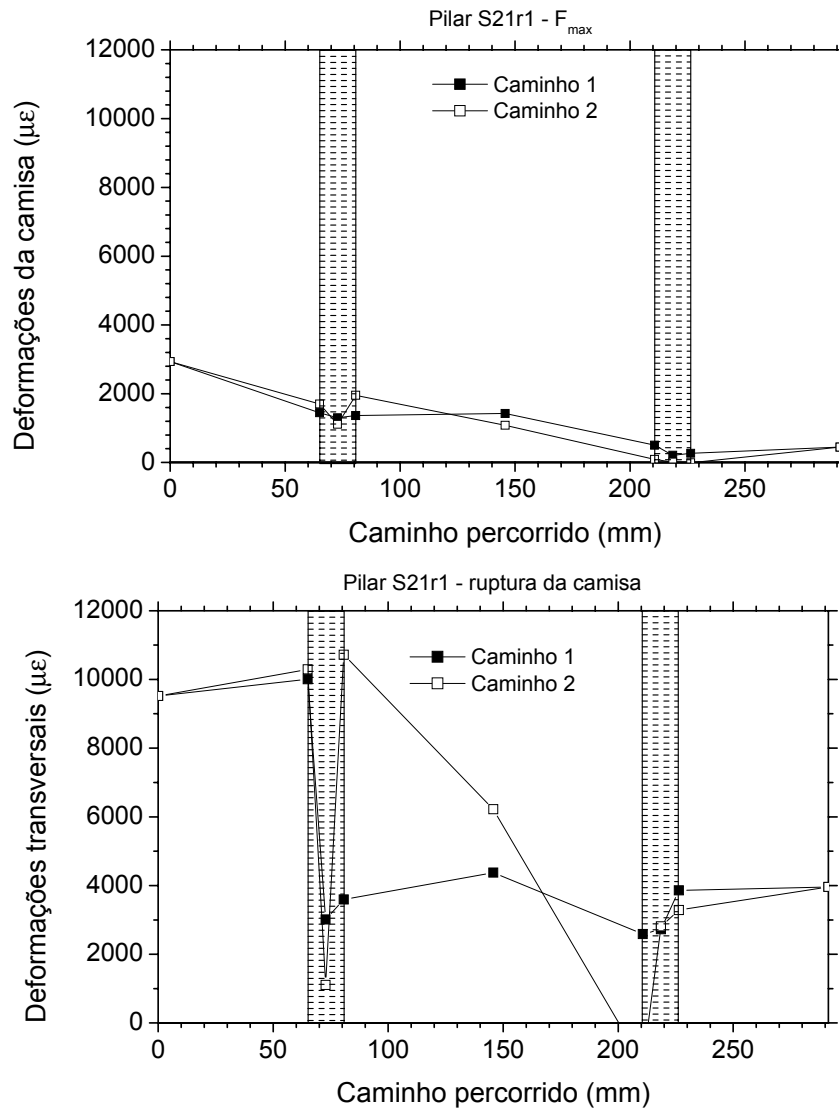 Pilar S21r1 - Fmax
12000
10000
8000
6000
4000
2000
0
Deformações da camisa (με)
Caminho 1
Caminho 2
0 50 100 150 200 250
Caminho percorrido (mm)
Pilar S21r1 - ruptura da camisa
12000
10000
8000
6000
4000
2000
0
Deformações transversais (με)
Caminho 1
Caminho 2
0 50 100 150 200 250
Caminho percorrido (mm)